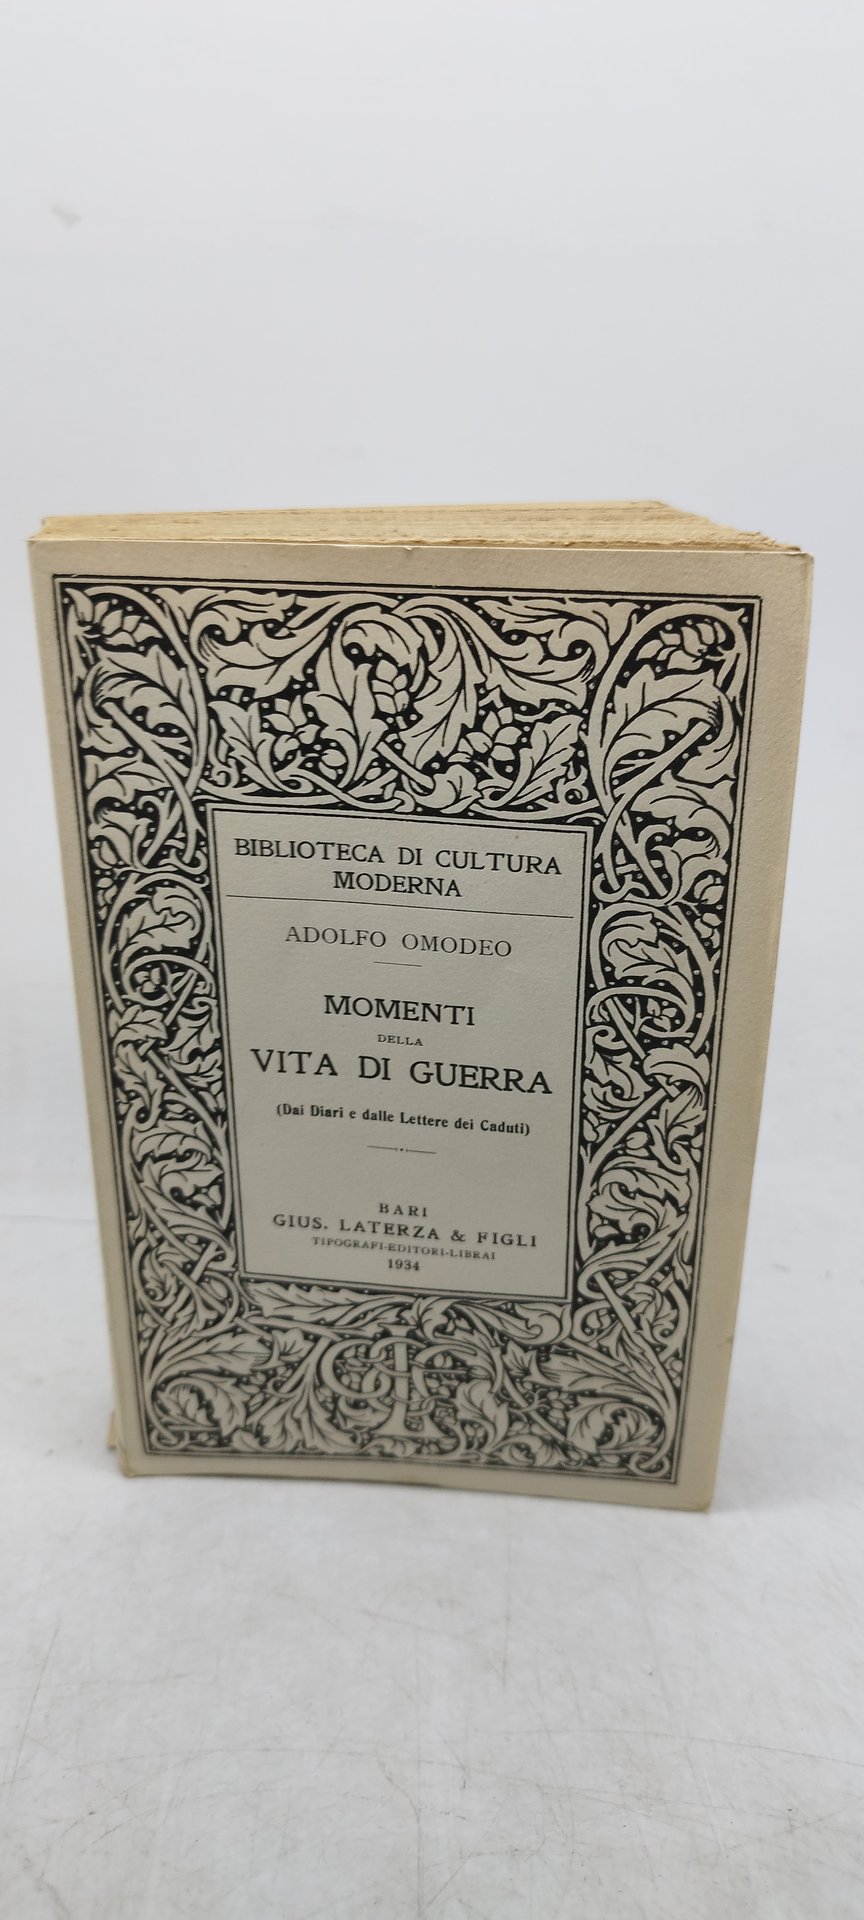 BIBLIOTECA DI CULTURA
MODERNA
ADOLFO OMODEO
MOMENTI
DELLA
VITA DI GUERRA
(Dai Diari e dalle Lettere dei Caduti)
BARI
GIUS. LATERZA & FIGLI
TIPOGRAFI-EDITORI-LIBRAI
1934